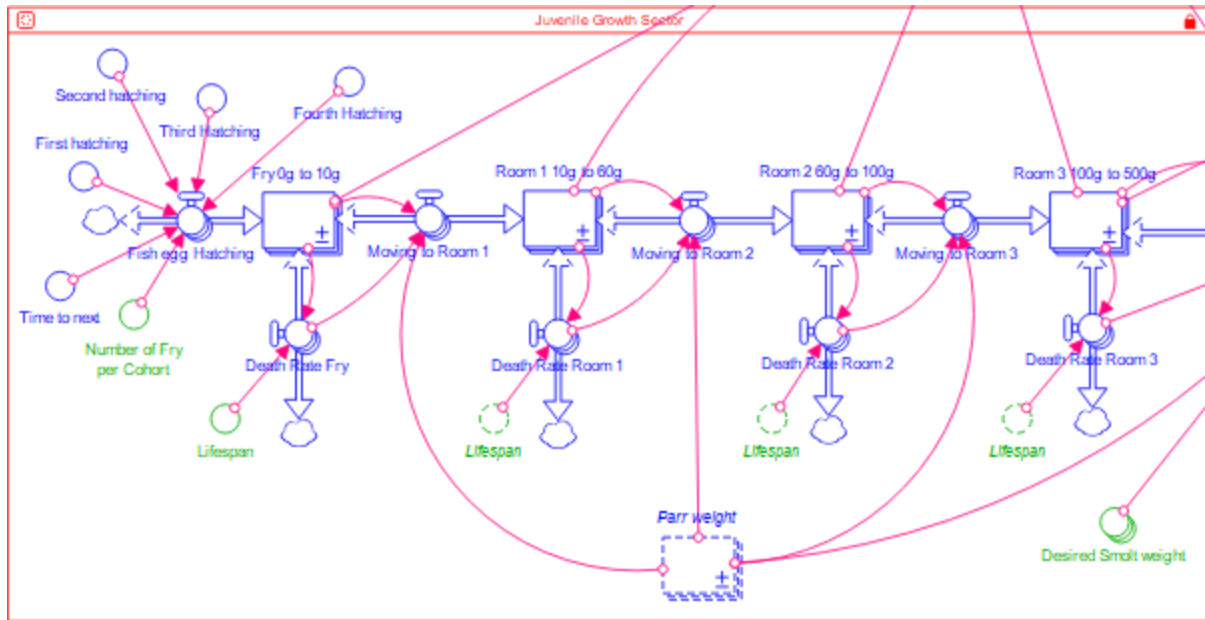 Juvenile Growth Sector
Second hatching
Third Hatching
Fourth Hatching
First hatching
Fry 0g to 10g
Room 1 10g to 60g
Room 2 60g to 100g
Room 3 100g to 500g
Fish egg Hatching
Moving to Room 1
Moving to Room 2
Moving to Room 3
Time to next
Number of Fry
per Cohort
Death Rate Fry
Death Rate Room 1
Death Rate Room 2
Death Rate Room 3
Lifespan
Lifespan
Lifespan
Lifespan
Parr weight
Desired Smolt weight